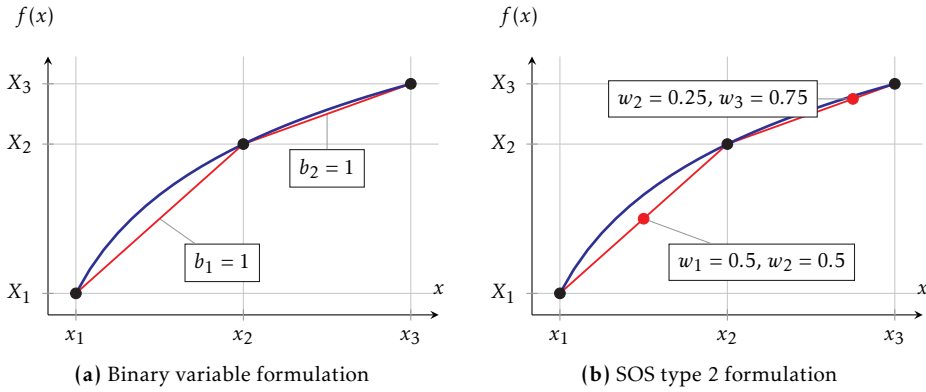 f(x)
X₃
X₂
X₁
b₂ = 1
b₁ = 1
x
x₁
x₂
x₃
(a) Binary variable formulation
f(x)
X₃
X₂
X₁
w₂ = 0.25, w₃ = 0.75
w₁ = 0.5, w₂ = 0.5
x
x₁
x₂
x₃
(b) SOS type 2 formulation